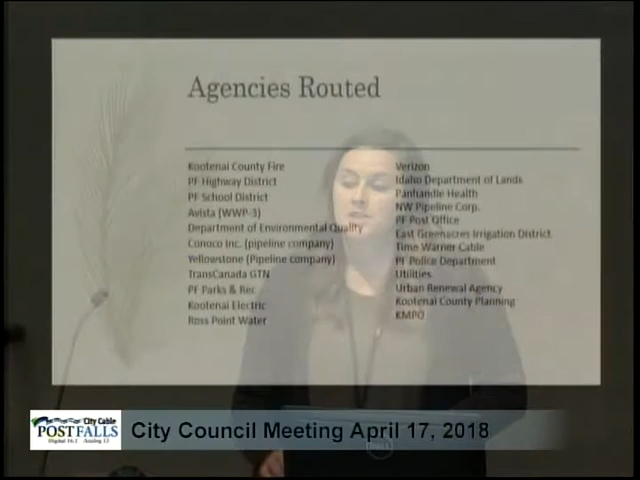 Agencies Routed
Kootenai County Fire
PF Highway District
PF School District
Avista (WWP-3)
Department of Environmental Quality
Conoco Inc. (pipeline company)
Yellowstone (Pipeline company)
TransCanada GTN
PF Parks & Rec
Kootenai Electric
Ross Point Water
Verizon
Idaho Department of Lands
Panhandle Health
NW Pipeline Corp.
PF Post Office
East Greenacres Irrigation District
Time Warner Cable
PF Police Department
Utilities
Urban Renewal Agency
Kootenai County Planning
KMPO
City Cable
POST FALLS
City Council Meeting April 17, 2018